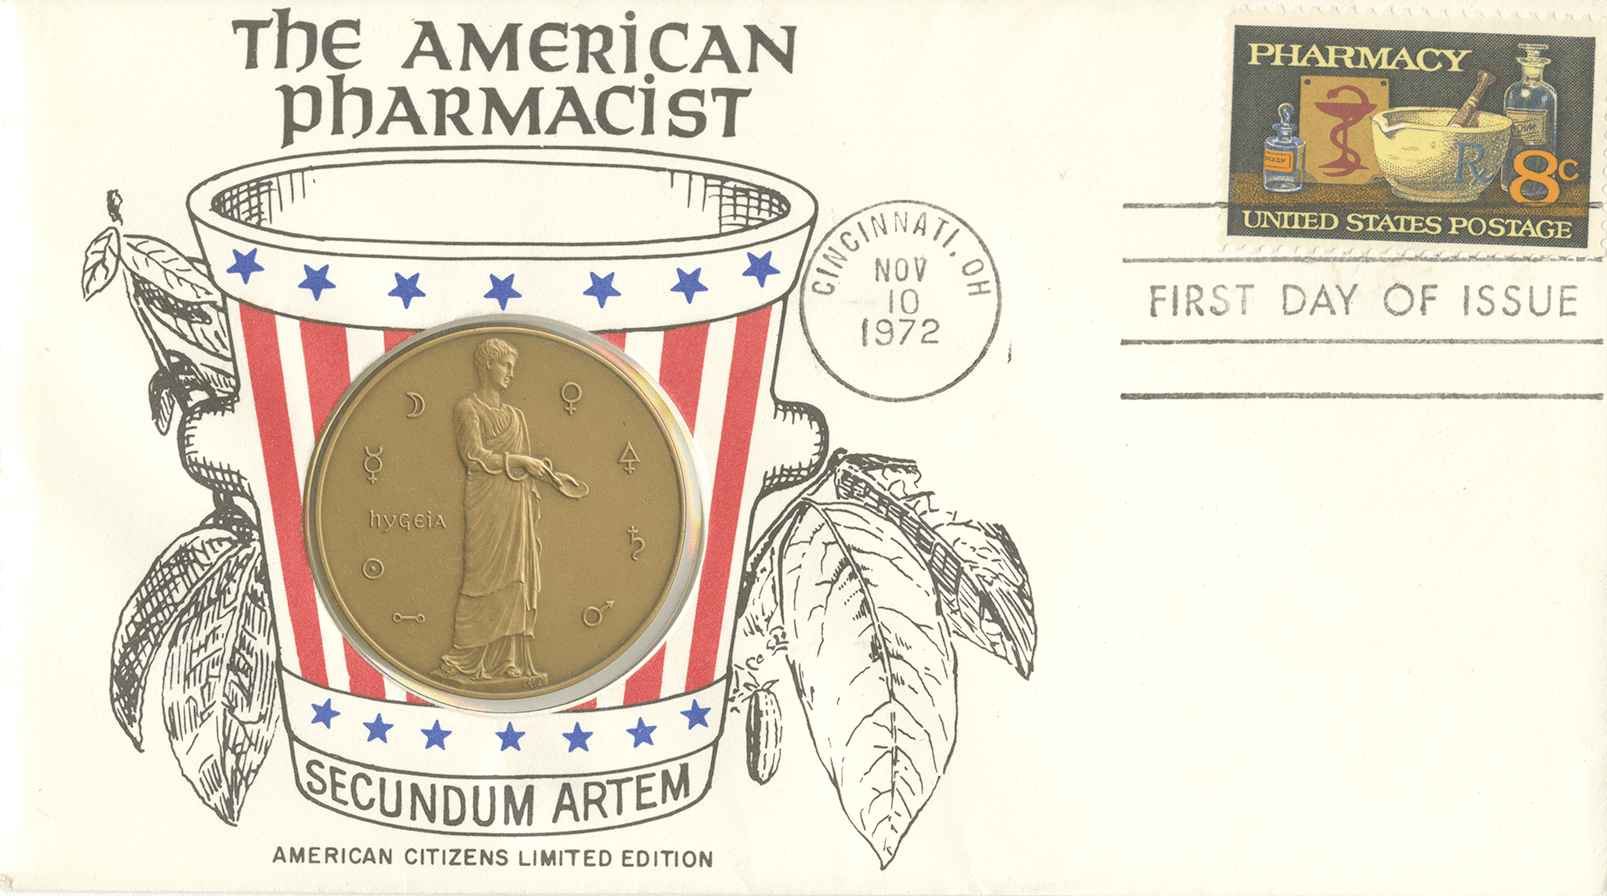 The AMERICAN
PHARMACIST
PHARMACY
℞
8c
UNITED STATES POSTAGE
CINCINNATI, OH
NOV
10
1972
FIRST DAY OF ISSUE
hyGEiA
SECUNDUM ARTEM
AMERICAN CITIZENS LIMITED EDITION